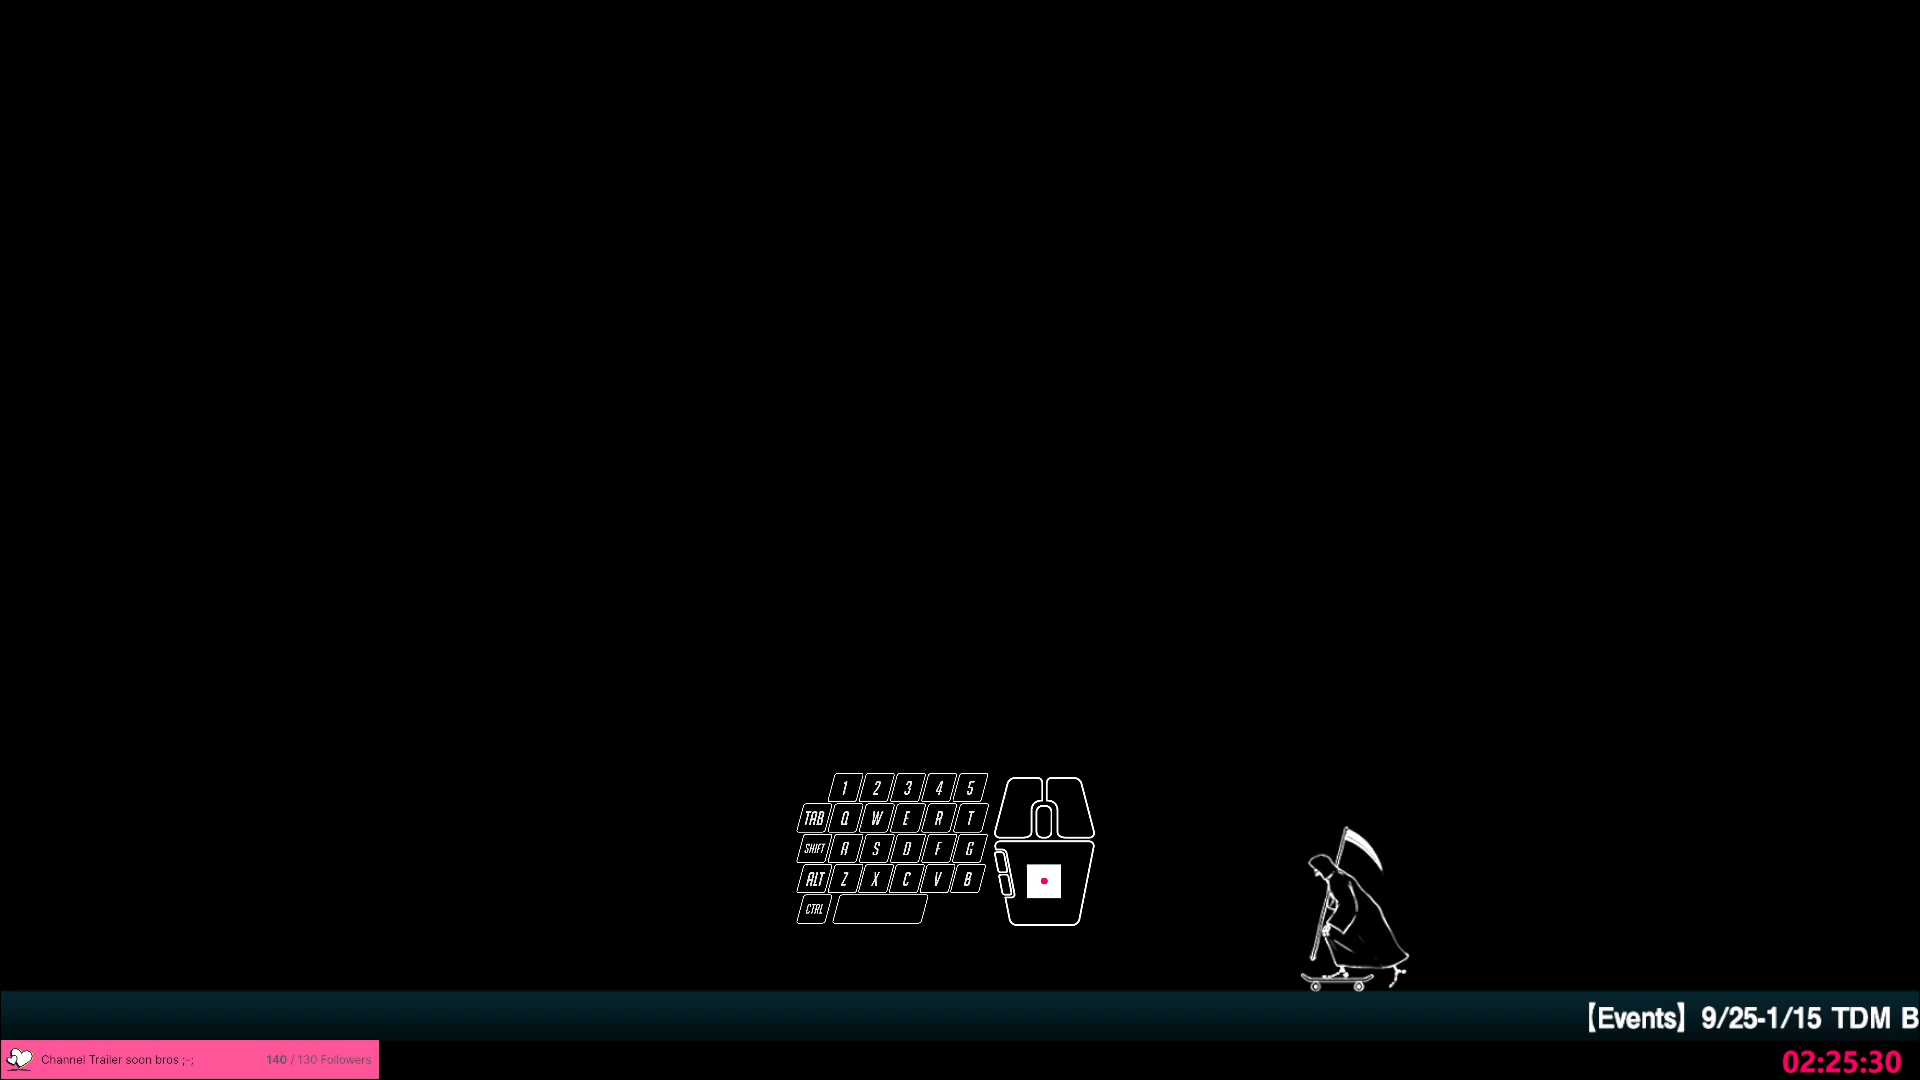 1 2 3 4 5
TAB Q W E R T
SHIFT A S D F G
ALT Z X C V B
CTRL
【Events】 9/25-1/15 TDM B
Channel Trailer soon bros ;-; 140 / 130 Followers
02:25:30